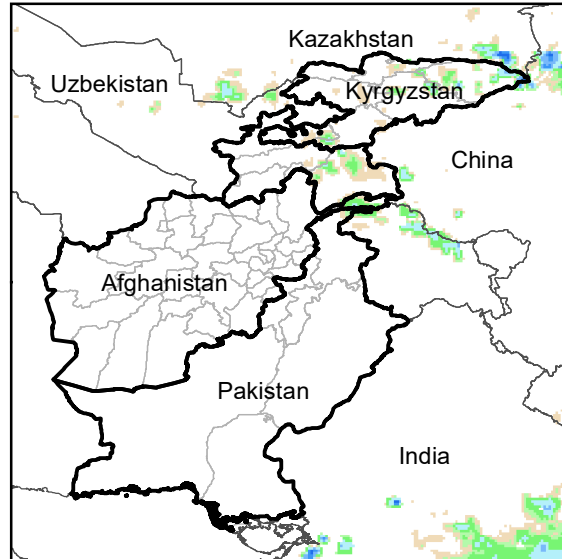 Kazakhstan
Uzbekistan
Kyrgyzstan
China
Afghanistan
Pakistan
India